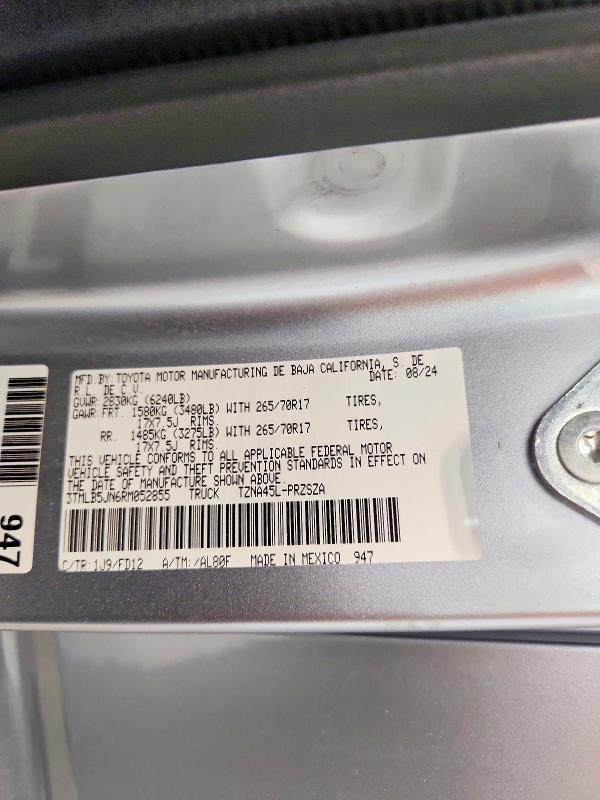 MFD.BY:TOYOTA MOTOR MANUFACTURING DE BAJA CALIFORNIA, S. DE
R.L. DE C.V. DATE: 08/24
GVWR:2830KG (6240LB)
GAWR:FRT. 1580KG (3480LB) WITH 265/70R17 TIRES,
17X7.5J RIMS
RR. 1485KG (3275LB) WITH 265/70R17 TIRES,
17X7.5J RIMS
THIS VEHICLE CONFORMS TO ALL APPLICABLE FEDERAL MOTOR
VEHICLE SAFETY AND THEFT PREVENTION STANDARDS IN EFFECT ON
THE DATE OF MANUFACTURE SHOWN ABOVE.
3TMLB5JN6RM052855 TRUCK TZNA45L-PRZSZA
C/TR:1J9/FD12 A/TM:/AL80F MADE IN MEXICO 947
947